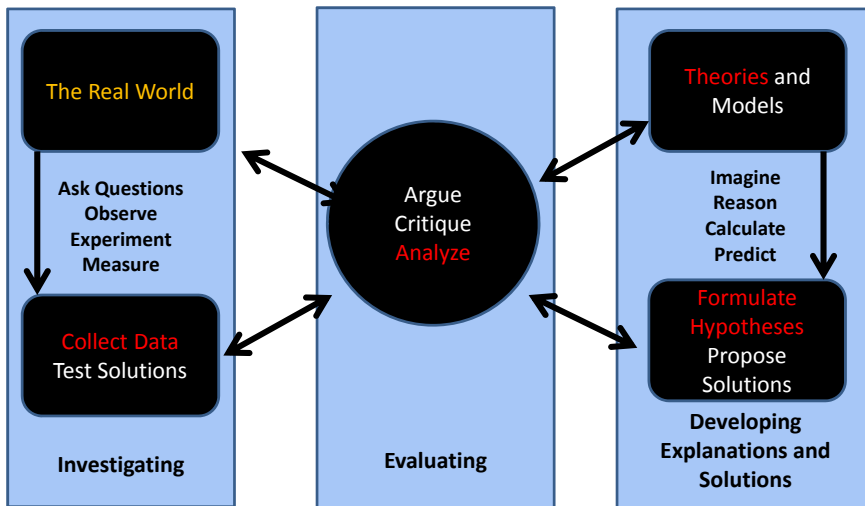 The Real World
Ask Questions
Observe
Experiment
Measure
Collect Data
Test Solutions
Investigating
Argue
Critique
Analyze
Evaluating
Theories and
Models
Imagine
Reason
Calculate
Predict
Formulate
Hypotheses
Propose
Solutions
Developing
Explanations and
Solutions